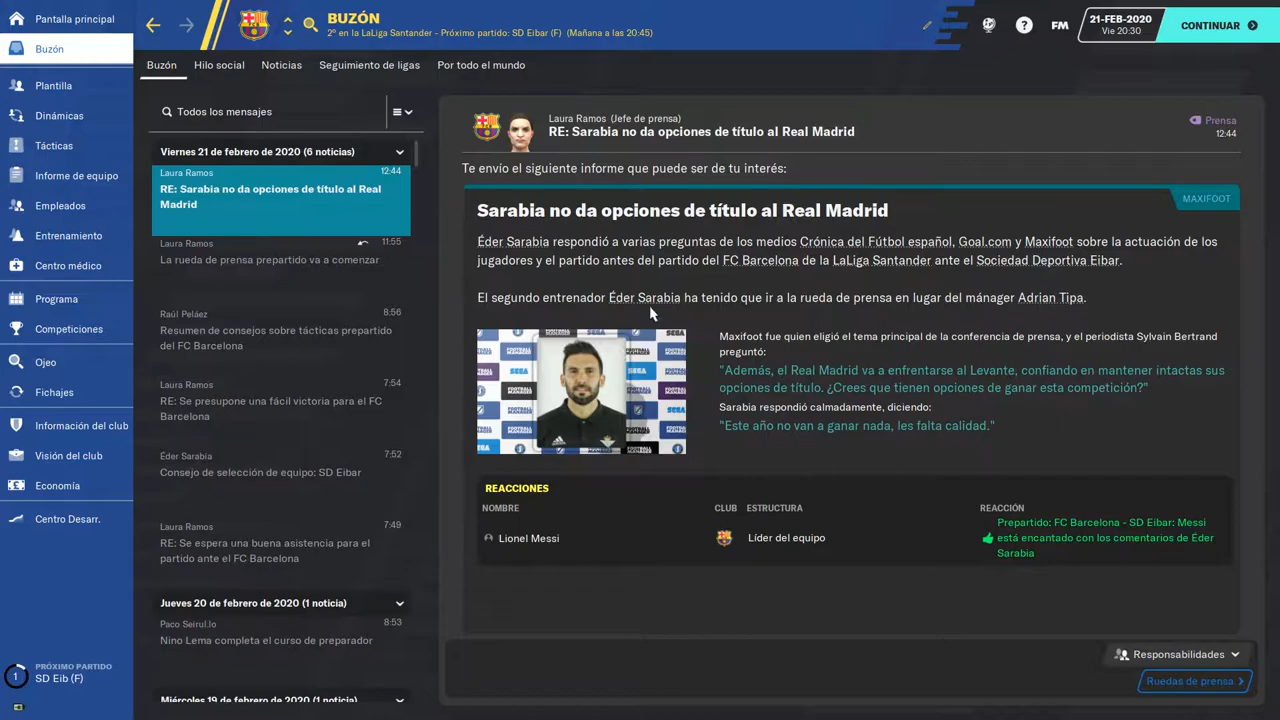 Pantalla principal
Buzón
Plantilla
Dinámicas
Tácticas
Informe de equipo
Empleados
Entrenamiento
Centro médico
Programa
Competiciones
Ojeo
Fichajes
Información del club
Visión del club
Economía
Centro Desarr.
1
PRÓXIMO PARTIDO
SD Eib (F)
BUZÓN
2º en la LaLiga Santander - Próximo partido: SD Eibar (F) (Mañana a las 20:45)
?
FM
21-FEB-2020
Vie 20:30
CONTINUAR
Buzón
Hilo social
Noticias
Seguimiento de ligas
Por todo el mundo
Todos los mensajes
Viernes 21 de febrero de 2020 (6 noticias)
Laura Ramos
12:44
RE: Sarabia no da opciones de título al Real
Madrid
Laura Ramos
11:55
La rueda de prensa prepartido va a comenzar
Raúl Peláez
8:56
Resumen de consejos sobre tácticas prepartido
del FC Barcelona
Laura Ramos
7:54
RE: Se presupone una fácil victoria para el FC
Barcelona
Éder Sarabia
7:52
Consejo de selección de equipo: SD Eibar
Laura Ramos
7:49
RE: Se espera una buena asistencia para el
partido ante el FC Barcelona
Jueves 20 de febrero de 2020 (1 noticia)
Paco Seirul.lo
8:53
Nino Lema completa el curso de preparador
Miércoles 19 de febrero de 2020 (1 noticia)
Laura Ramos (Jefe de prensa)
RE: Sarabia no da opciones de título al Real Madrid
Prensa
12:44
Te envío el siguiente informe que puede ser de tu interés:
MAXIFOOT
Sarabia no da opciones de título al Real Madrid
Éder Sarabia respondió a varias preguntas de los medios Crónica del Fútbol español, Goal.com y Maxifoot sobre la actuación de los
jugadores y el partido antes del partido del FC Barcelona de la LaLiga Santander ante el Sociedad Deportiva Eibar.
El segundo entrenador Éder Sarabia ha tenido que ir a la rueda de prensa en lugar del mánager Adrian Tipa.
Maxifoot fue quien eligió el tema principal de la conferencia de prensa, y el periodista Sylvain Bertrand
preguntó:
"Además, el Real Madrid va a enfrentarse al Levante, confiando en mantener intactas sus
opciones de título. ¿Crees que tienen opciones de ganar esta competición?"
Sarabia respondió calmadamente, diciendo:
"Este año no van a ganar nada, les falta calidad."
REACCIONES
NOMBRE
CLUB
ESTRUCTURA
REACCIÓN
Lionel Messi
Líder del equipo
Prepartido: FC Barcelona - SD Eibar: Messi
está encantado con los comentarios de Éder
Sarabia
Responsabilidades
Ruedas de prensa